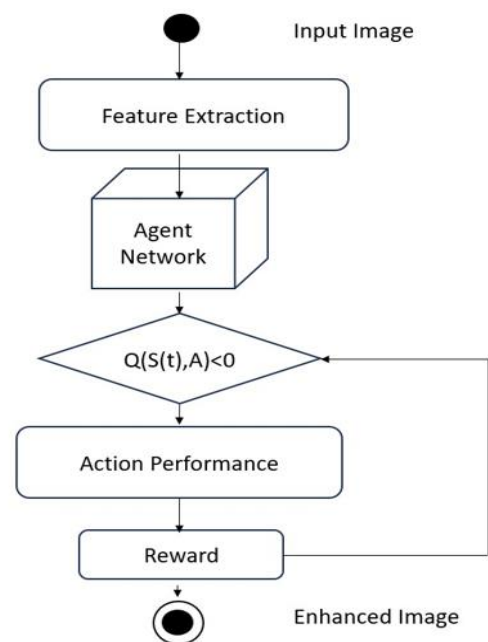 Input Image
Feature Extraction
Agent
Network
Q(S(t),A)<0
Action Performance
Reward
Enhanced Image